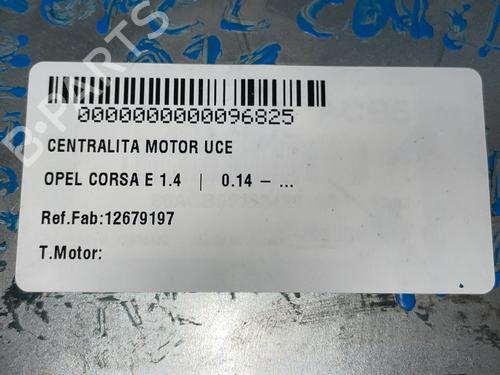 0000000000096825
CENTRALITA MOTOR UCE
OPEL CORSA E 1.4 | 0.14 – ...
Ref.Fab:12679197
T.Motor:
B-PARTS